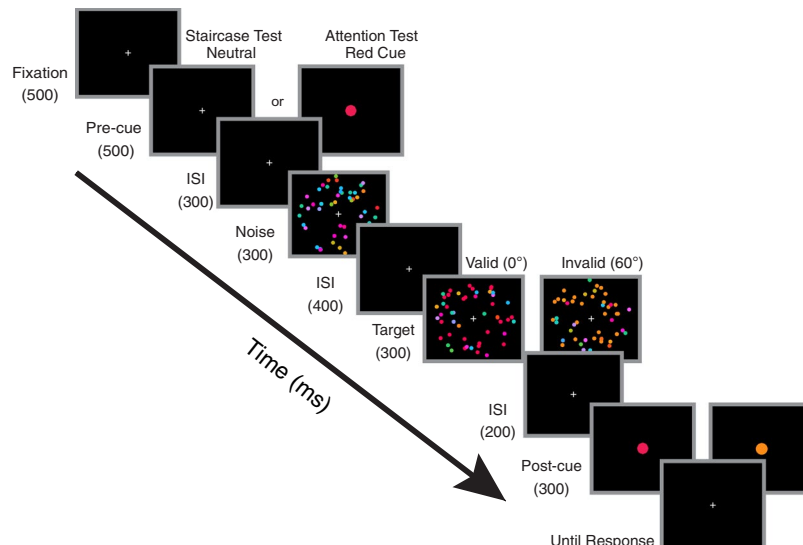 Staircase Test
Neutral
Attention Test
Red Cue
Fixation
(500)
or
Pre-cue
(500)
ISI
(300)
Noise
(300)
ISI
(400)
Valid (0°)
Invalid (60°)
Target
(300)
Time (ms)
ISI
(200)
Post-cue
(300)
Until Response